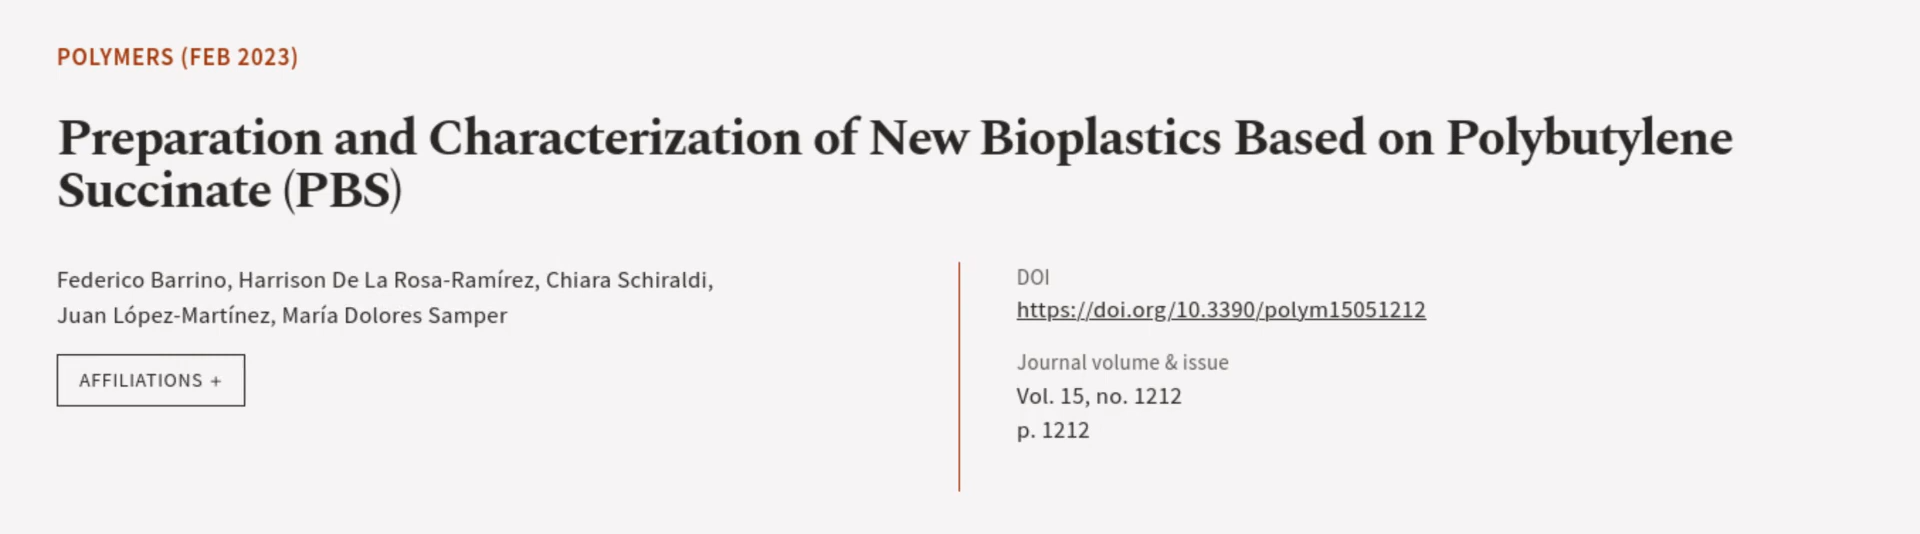 POLYMERS (FEB 2023)
Preparation and Characterization of New Bioplastics Based on Polybutylene
Succinate (PBS)
Federico Barrino, Harrison De La Rosa-Ramírez, Chiara Schiraldi,
Juan López-Martínez, María Dolores Samper
AFFILIATIONS +
DOI
https://doi.org/10.3390/polym15051212
Journal volume & issue
Vol. 15, no. 1212
p. 1212